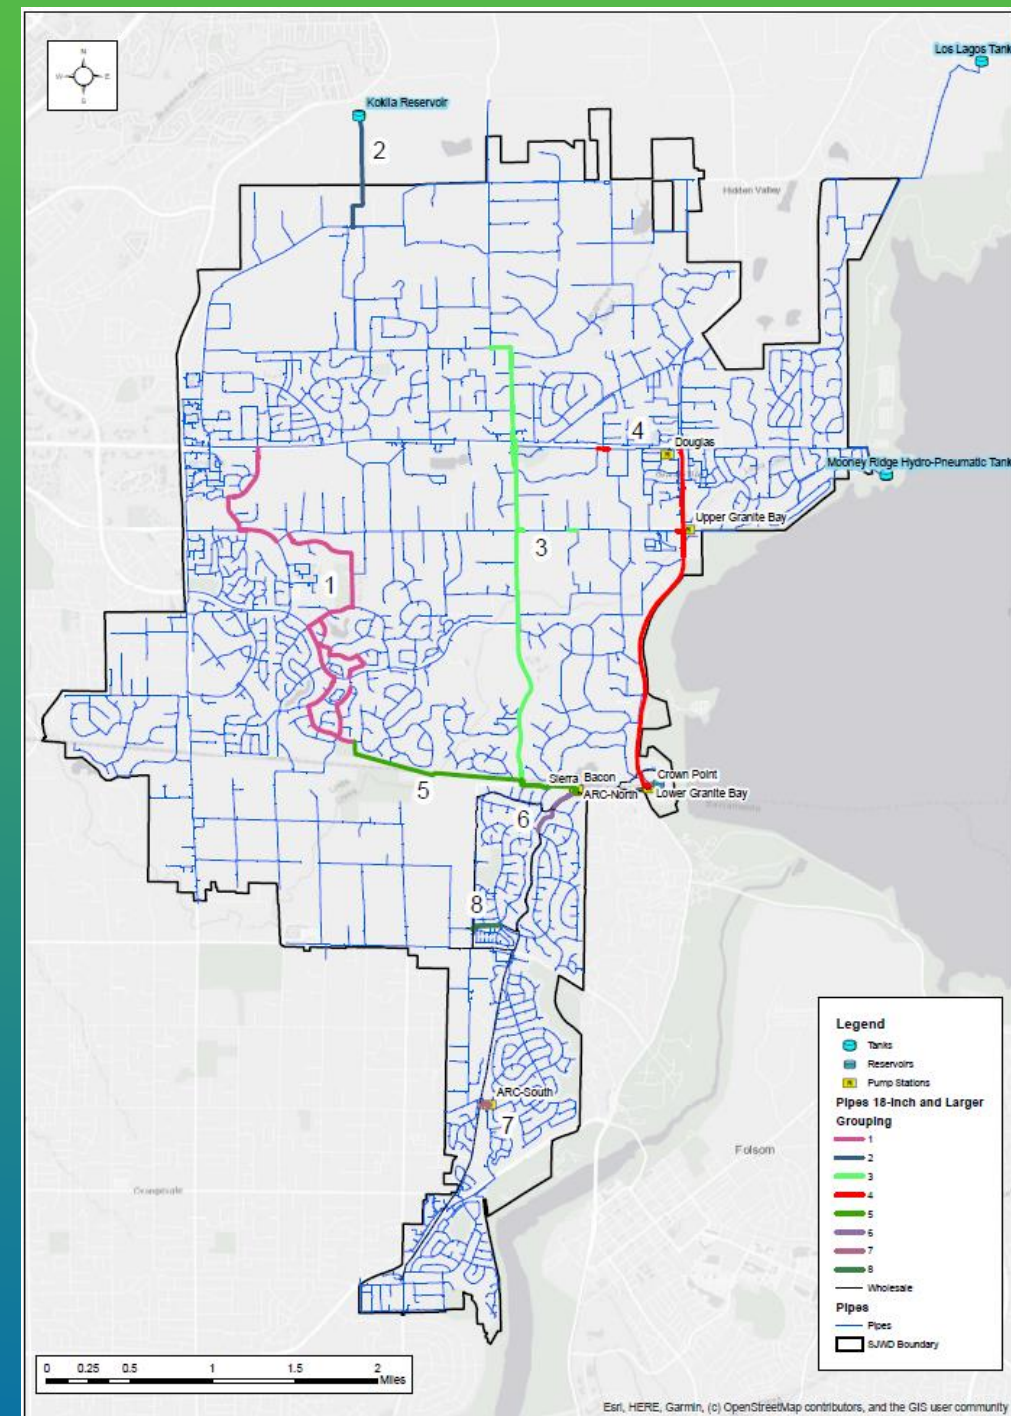 N
W E
S
Los Lagos Tank
Kokila Reservoir
2
Hidden Valley
4
Douglas
Mooney Ridge Hydro-Pneumatic Tank
Upper Granite Bay
3
1
Sierra Bacon Crown Point
ARC-North Lower Granite Bay
5
6
8
ARC-South
7
Folsom
Orangevale
Legend
Tanks
Reservoirs
Pump Stations
Pipes 18-Inch and Larger
Grouping
1
2
3
4
5
6
7
8
Wholesale
Pipes
Pipes
SJWD Boundary
0 0.25 0.5 1 1.5 2
Miles
Esri, HERE, Garmin, (c) OpenStreetMap contributors, and the GIS user community